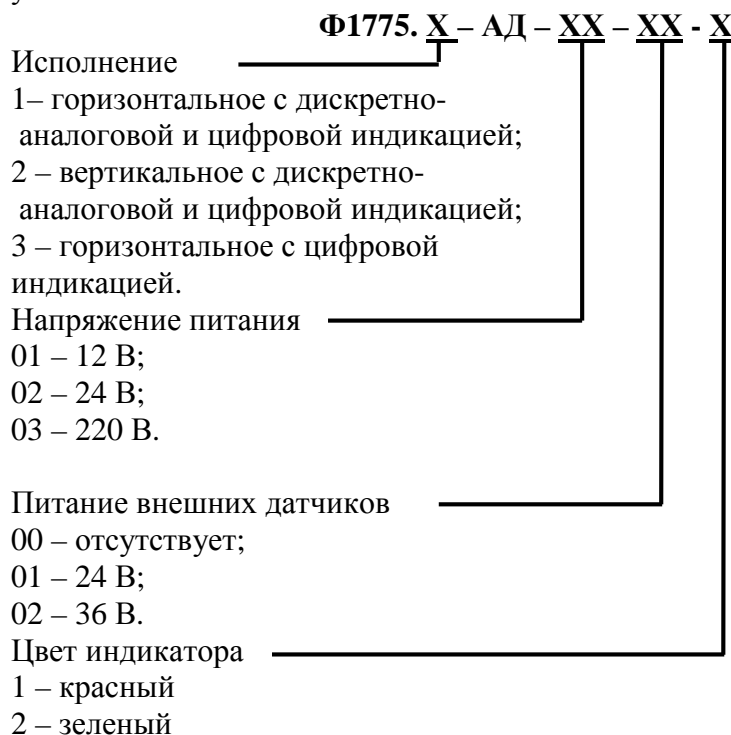 Ф1775. Х – АД – ХХ – ХХ - Х
Исполнение
1– горизонтальное с дискретно-
аналоговой и цифровой индикацией;
2 – вертикальное с дискретно-
аналоговой и цифровой индикацией;
3 – горизонтальное с цифровой
индикацией.
Напряжение питания
01 – 12 В;
02 – 24 В;
03 – 220 В.
Питание внешних датчиков
00 – отсутствует;
01 – 24 В;
02 – 36 В.
Цвет индикатора
1 – красный
2 – зеленый